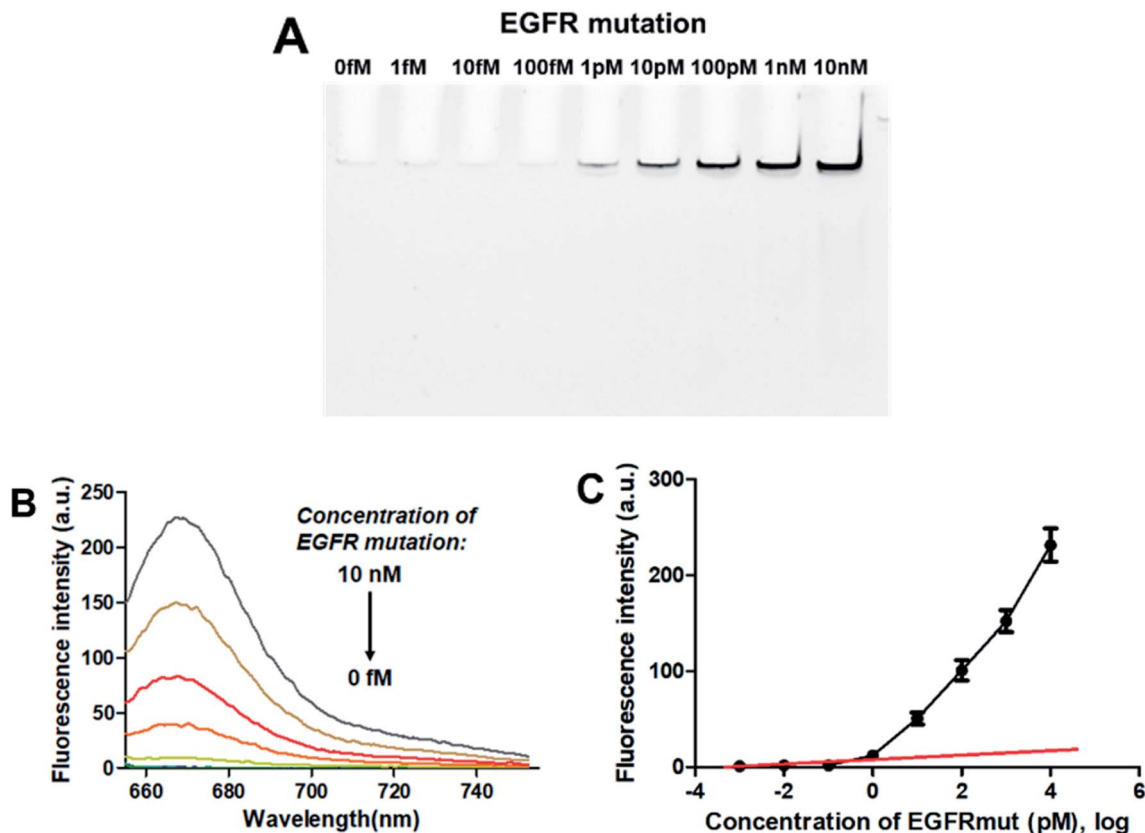 A
EGFR mutation
0fM 1fM 10fM 100fM 1pM 10pM 100pM 1nM 10nM
B
Fluorescence intensity (a.u.)
250
200
150
100
50
0
660 680 700 720 740
Wavelength(nm)
Concentration of
EGFR mutation:
10 nM
0 fM
C
Fluorescence intensity (a.u.)
300
200
100
0
-4 -2 0 2 4
Concentration of EGFRmut (pM), log